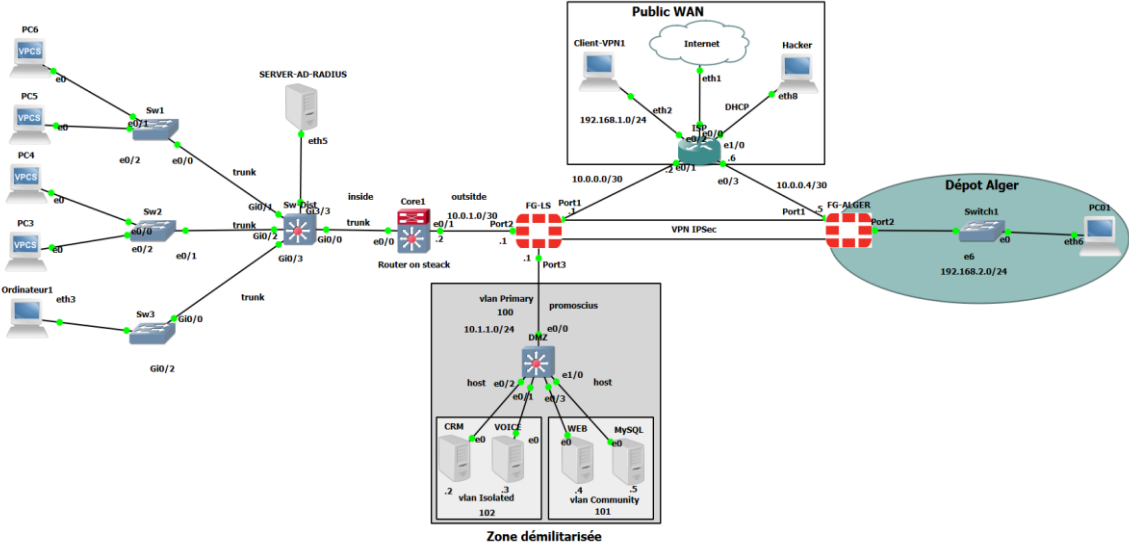 Public WAN
PC6
VPCS
e0
PC5
VPCS
e0
PC4
VPCS
PC3
VPCS
e0
Ordinateur1
eth3
Sw1
e0/1
e0/2
e0/0
trunk
Sw2
e0/0
e0/2
e0/1
trunk
Sw3
Gi0/0
Gi0/2
trunk
SERVER-AD-RADIUS
eth5
Sw-Dist
Gi3/3
Gi0/1
Gi0/2
Gi0/3
Gi0/0
inside
trunk
Core1
e0/0
e0/1
.2
Router on steack
outsitde
10.0.1.0/30
Port2
.1
FG-LS
Port1
.1
.1
Port3
VPN IPSec
Client-VPN1
eth2
192.168.1.0/24
Internet
eth1
DHCP
Hacker
eth8
ISP
e0/0
e0/2
e1/0
.2
e0/1
.6
e0/3
10.0.0.0/30
10.0.0.4/30
Dépot Alger
FG-ALGER
.5
Port1
Port2
Switch1
e0
e6
192.168.2.0/24
PC01
eth6
vlan Primary
100
promoscius
10.1.1.0/24
e0/0
DMZ
host
e0/2
e0/1
e0/3
e1/0
host
CRM
e0
.2
VOICE
e0
.3
vlan Isolated
102
WEB
e0
.4
MySQL
e0
.5
vlan Community
101
Zone démilitarisée